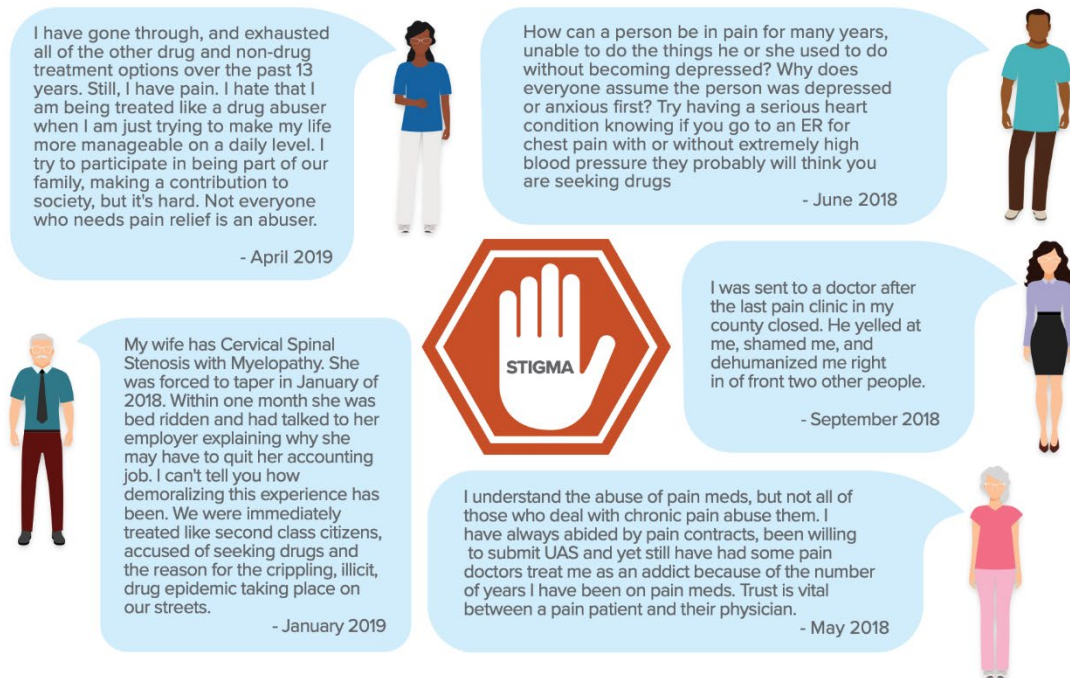 I have gone through, and exhausted
all of the other drug and non-drug
treatment options over the past 13
years. Still, I have pain. I hate that I
am being treated like a drug abuser
when I am just trying to make my life
more manageable on a daily level. I
try to participate in being part of our
family, making a contribution to
society, but it's hard. Not everyone
who needs pain relief is an abuser.
- April 2019
How can a person be in pain for many years,
unable to do the things he or she used to do
without becoming depressed? Why does
everyone assume the person was depressed
or anxious first? Try having a serious heart
condition knowing if you go to an ER for
chest pain with or without extremely high
blood pressure they probably will think you
are seeking drugs
- June 2018
STIGMA
I was sent to a doctor after
the last pain clinic in my
county closed. He yelled at
me, shamed me, and
dehumanized me right
in of front two other people.
- September 2018
My wife has Cervical Spinal
Stenosis with Myelopathy. She
was forced to taper in January of
2018. Within one month she was
bed ridden and had talked to her
employer explaining why she
may have to quit her accounting
job. I can't tell you how
demoralizing this experience has
been. We were immediately
treated like second class citizens,
accused of seeking drugs and
the reason for the crippling, illicit,
drug epidemic taking place on
our streets.
- January 2019
I understand the abuse of pain meds, but not all of
those who deal with chronic pain abuse them. I
have always abided by pain contracts, been willing
to submit UAS and yet still have had some pain
doctors treat me as an addict because of the number
of years I have been on pain meds. Trust is vital
between a pain patient and their physician.
- May 2018